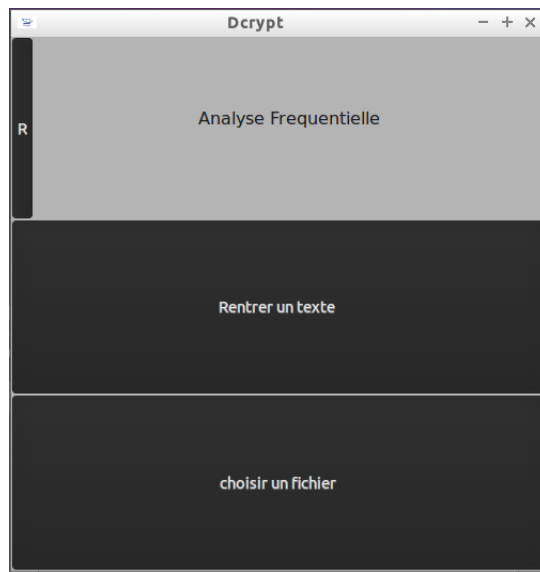 Dcrypt
R
Analyse Frequentielle
Rentrer un texte
choisir un fichier